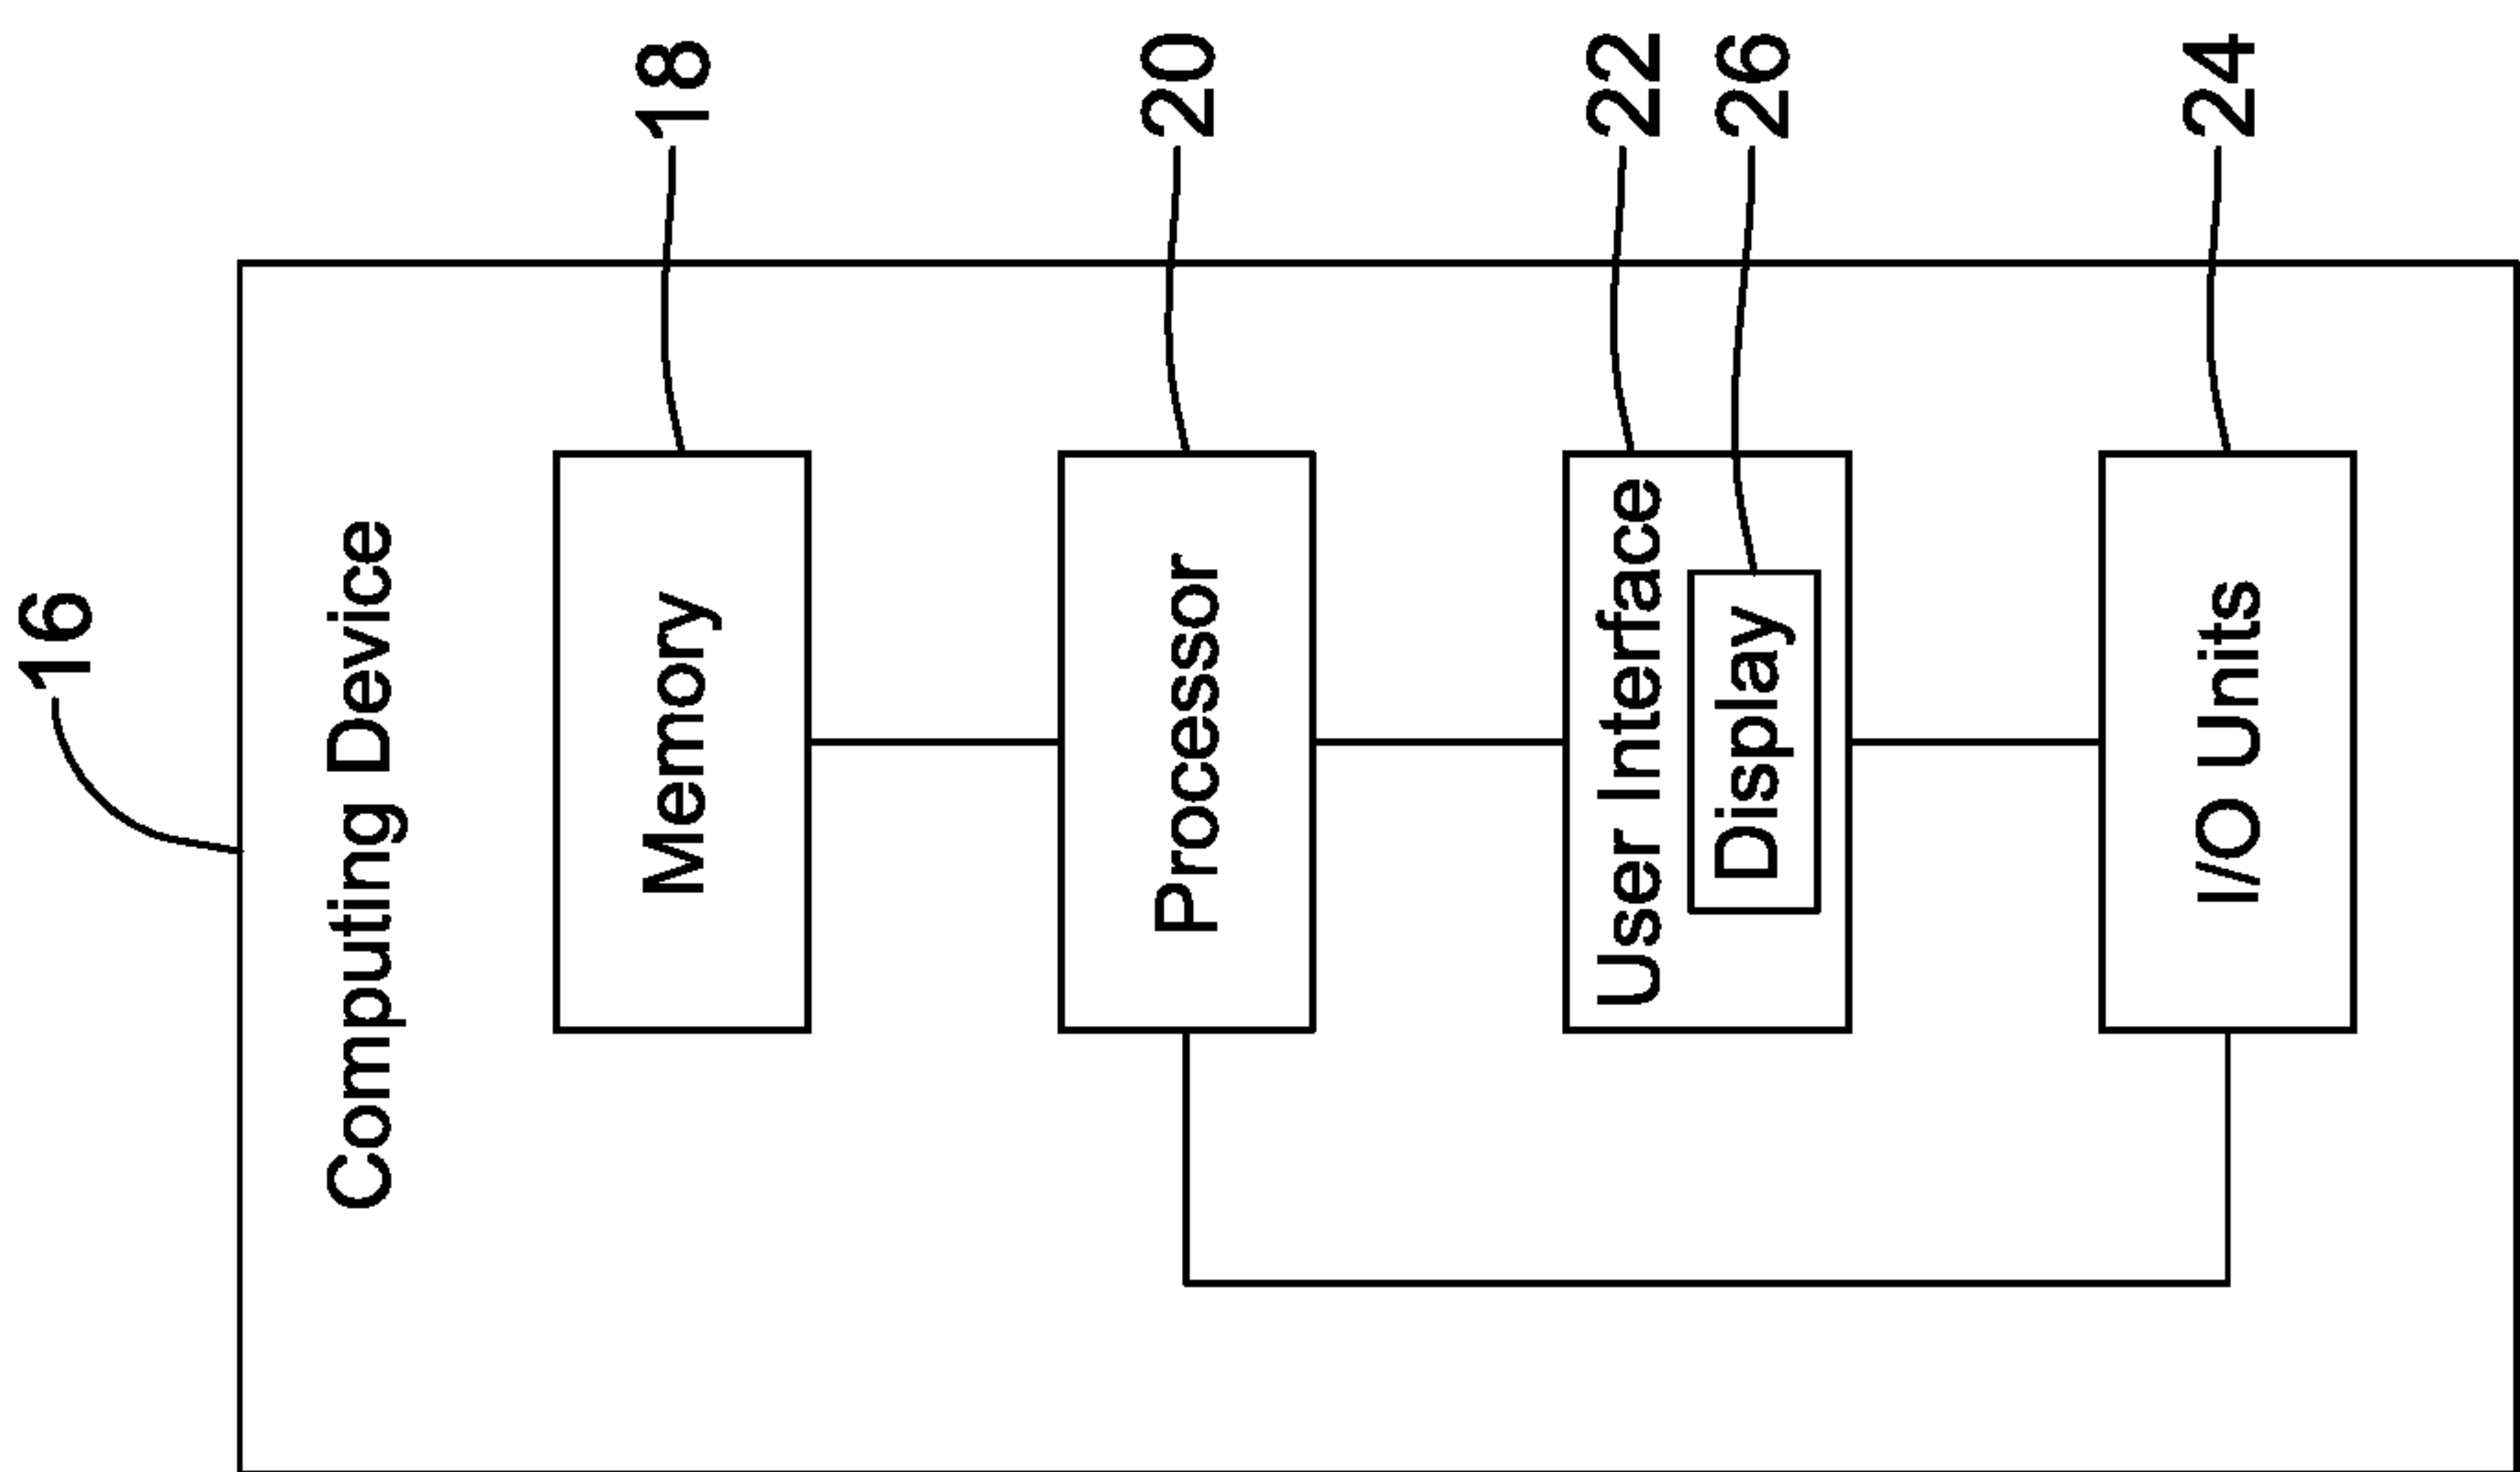 16
Computing Device
Memory
18
Processor
20
User Interface
22
Display
26
I/O Units
24